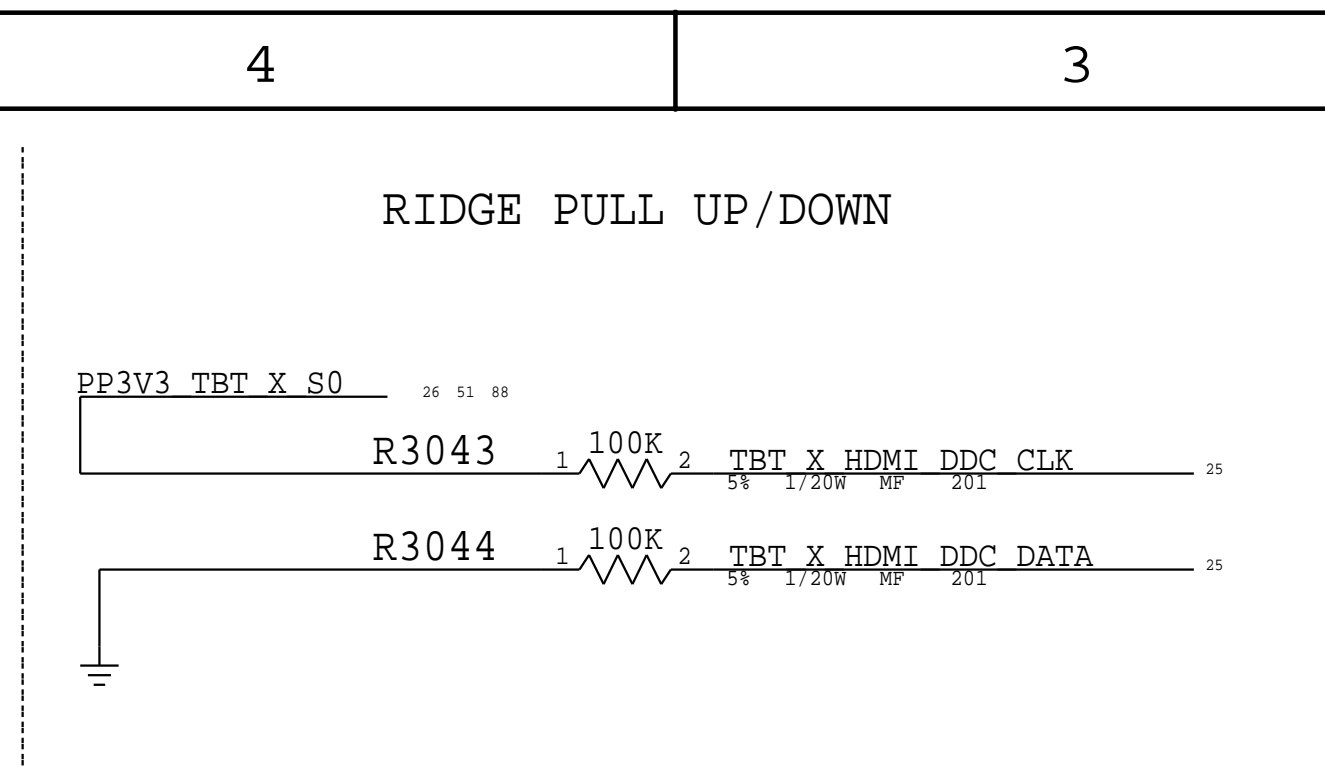 4 3
RIDGE PULL UP/DOWN
PP3V3_TBT_X_S0 26 51 88
R3043 1 100K 2 TBT_X_HDMI_DDC_CLK 25
5% 1/20W MF 201
R3044 1 100K 2 TBT_X_HDMI_DDC_DATA 25
5% 1/20W MF 201